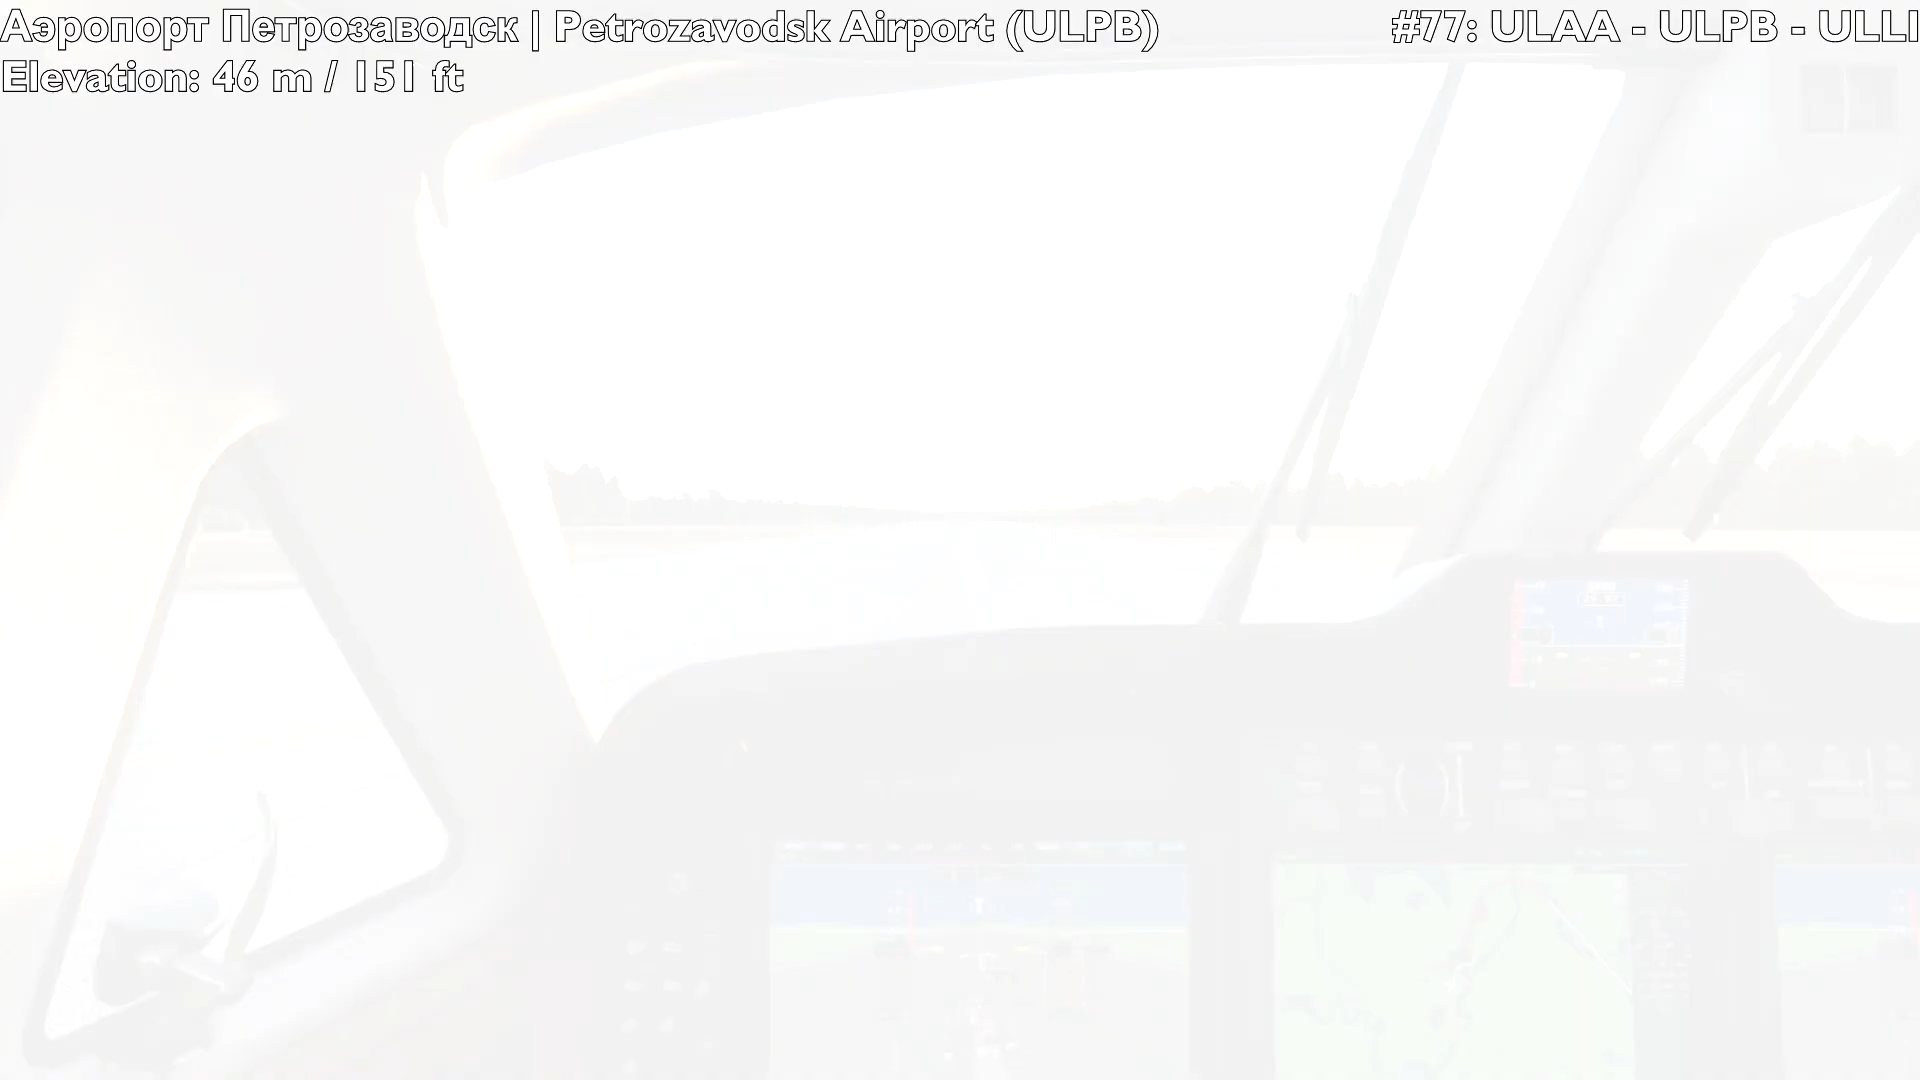 Аэропорт Петрозаводск | Petrozavodsk Airport (ULPB)
#77: ULAA - ULPB - ULLI
Elevation: 46 m / 151 ft